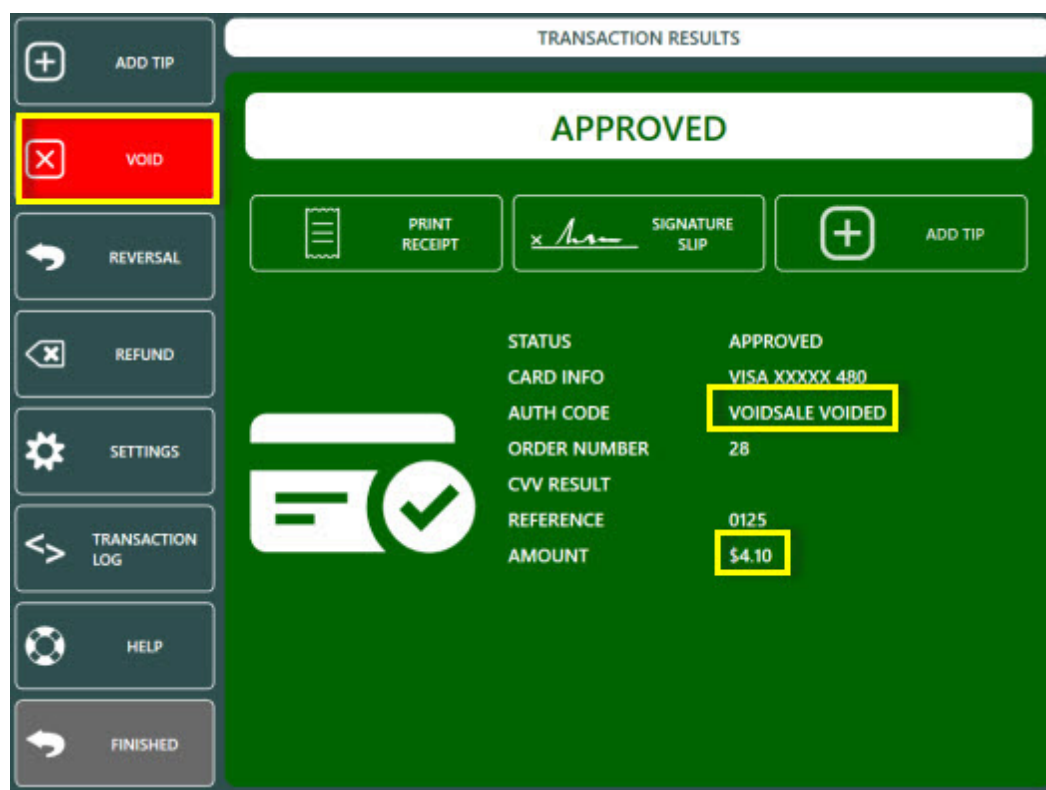 ADD TIP
VOID
REVERSAL
REFUND
SETTINGS
TRANSACTION
LOG
HELP
FINISHED
TRANSACTION RESULTS
APPROVED
PRINT
RECEIPT
SIGNATURE
SLIP
ADD TIP
STATUS APPROVED
CARD INFO VISA XXXXX 480
AUTH CODE VOIDSALE VOIDED
ORDER NUMBER 28
CVV RESULT
REFERENCE 0125
AMOUNT $4.10